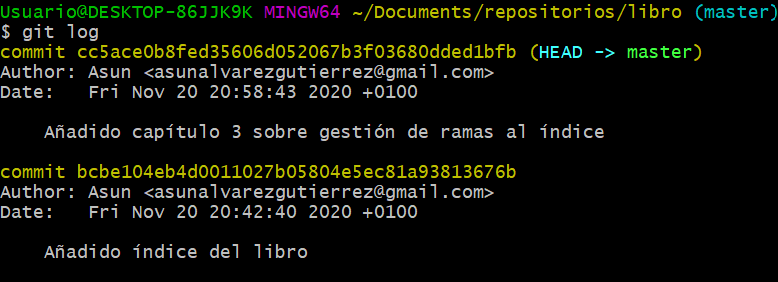 Usuario@DESKTOP-86JJK9K MINGW64 ~/Documents/repositorios/libro (master)
$ git log
commit cc5ace0b8fed35606d052067b3f03680dded1bfb (HEAD -> master)
Author: Asun <asunalvarezgutierrez@gmail.com>
Date:   Fri Nov 20 20:58:43 2020 +0100
    Añadido capítulo 3 sobre gestión de ramas al índice
commit bcbe104eb4d0011027b05804e5ec81a93813676b
Author: Asun <asunalvarezgutierrez@gmail.com>
Date:   Fri Nov 20 20:42:40 2020 +0100
    Añadido índice del libro